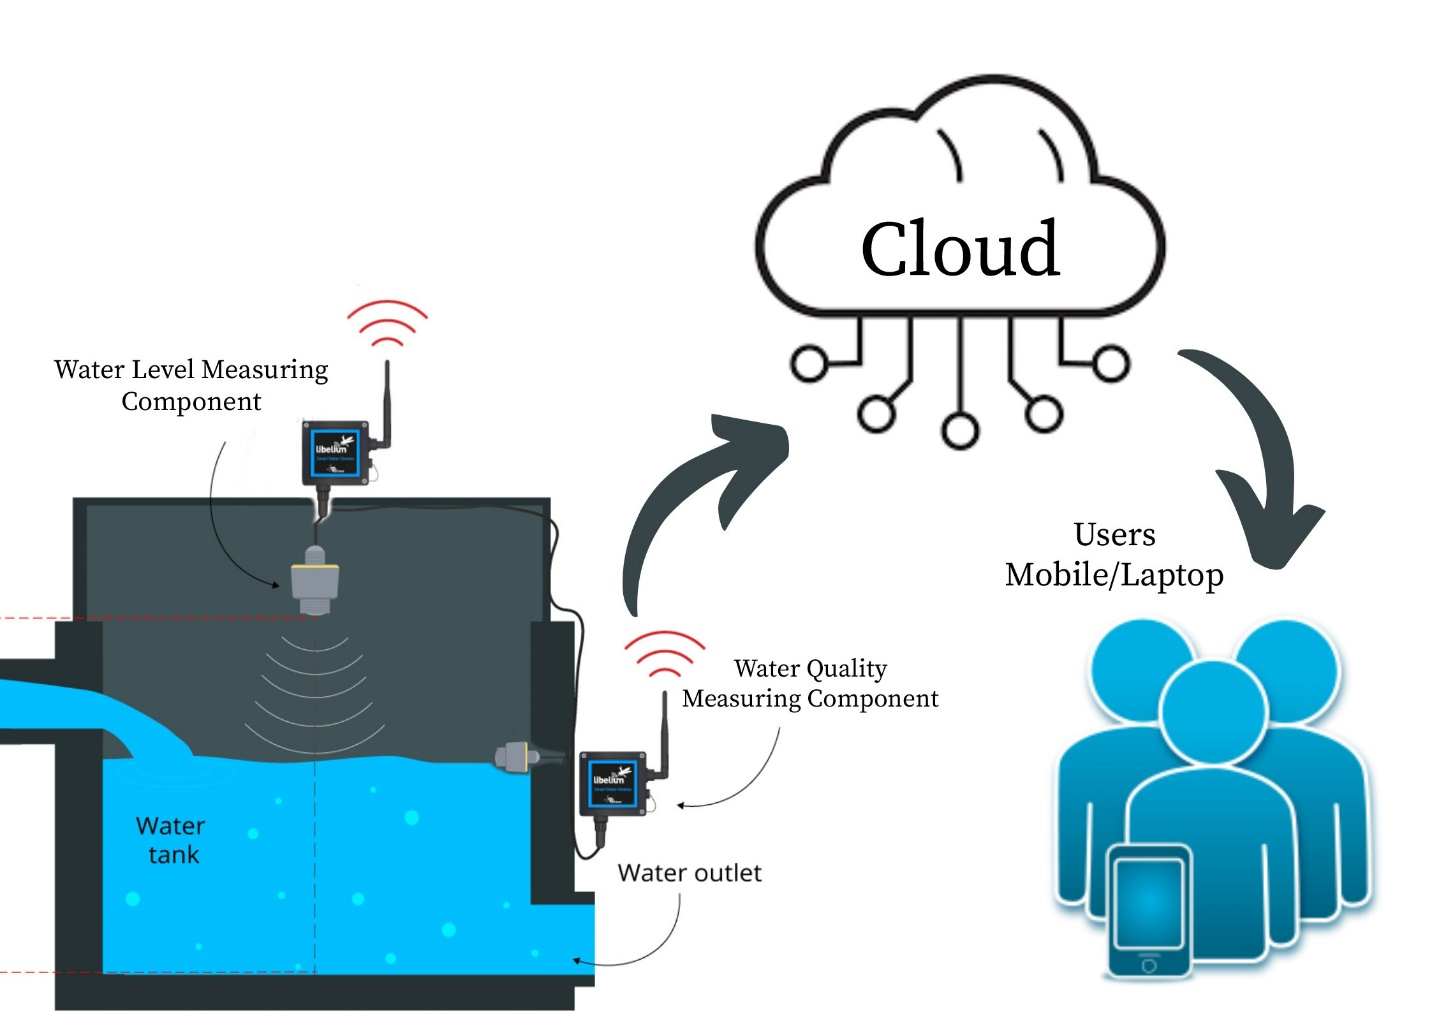 Cloud
Water Level Measuring
Component
libelium
Users
Mobile/Laptop
Water Quality
Measuring Component
libelium
Water
tank
Water outlet